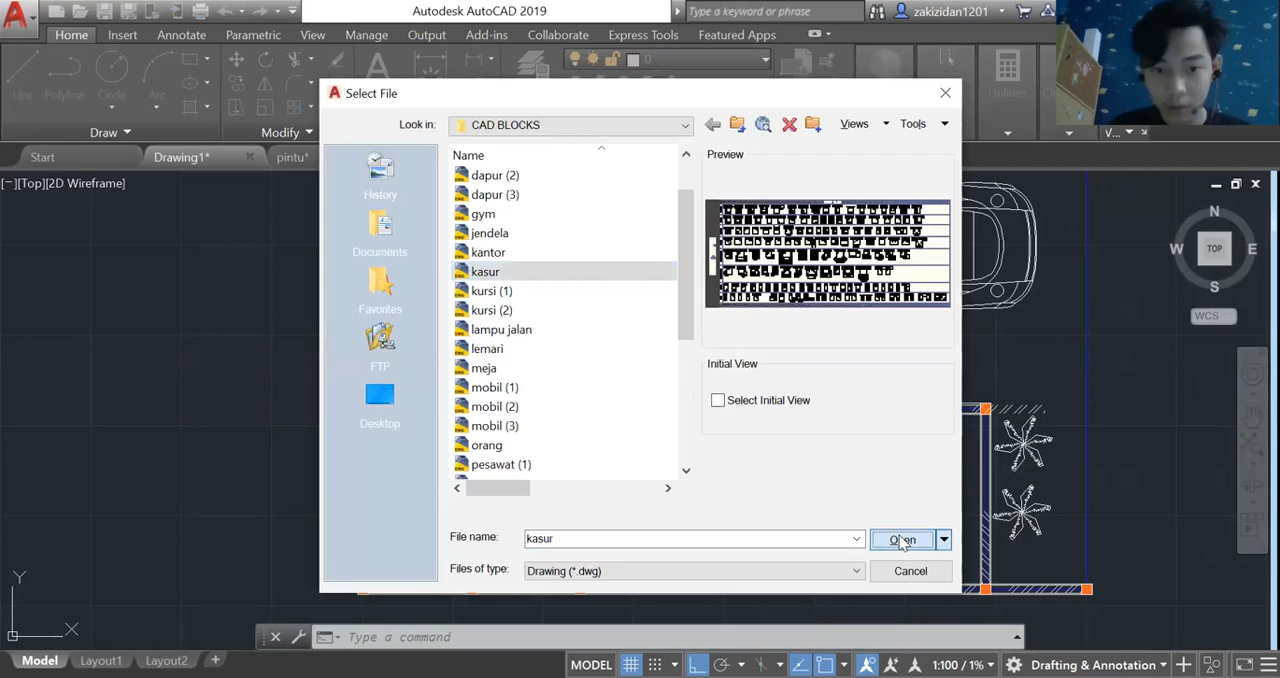 Autodesk AutoCAD 2019
Type a keyword or phrase
zakizidan1201
Home Insert Annotate Parametric View Manage Output Add-ins Collaborate Express Tools Featured Apps
Line Polyline Circle Arc
0
Utilities
Draw Modify
V...
Start Drawing1* pintu*
[−][Top][2D Wireframe]
Select File
Look in: CAD BLOCKS
Views Tools
History
Documents
Favorites
FTP
Desktop
Name
dapur (2)
dapur (3)
gym
jendela
kantor
kasur
kursi (1)
kursi (2)
lampu jalan
lemari
meja
mobil (1)
mobil (2)
mobil (3)
orang
pesawat (1)
Preview
Initial View
Select Initial View
File name: kasur
Open
Files of type: Drawing (*.dwg)
Cancel
N
W TOP E
S
WCS
Y
X
Type a command
Model Layout1 Layout2 +
MODEL
1:100 / 1%
Drafting & Annotation